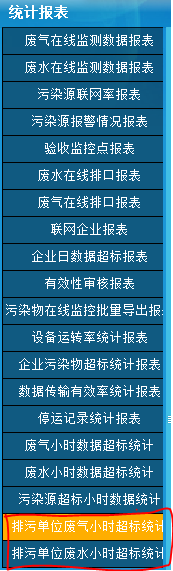 统计报表
废气在线监测数据报表
废水在线监测数据报表
污染源联网率报表
污染源报警情况报表
验收监控点报表
废水在线排口报表
废气在线排口报表
联网企业报表
企业日数据超标报表
有效性审核报表
污染物在线监控批量导出报
设备运转率统计报表
企业污染物超标统计报表
数据传输有效率统计报表
停运记录统计报表
废气小时数据超标统计
废水小时数据超标统计
污染源超标小时数据统计
排污单位废气小时超标统计
排污单位废水小时超标统计